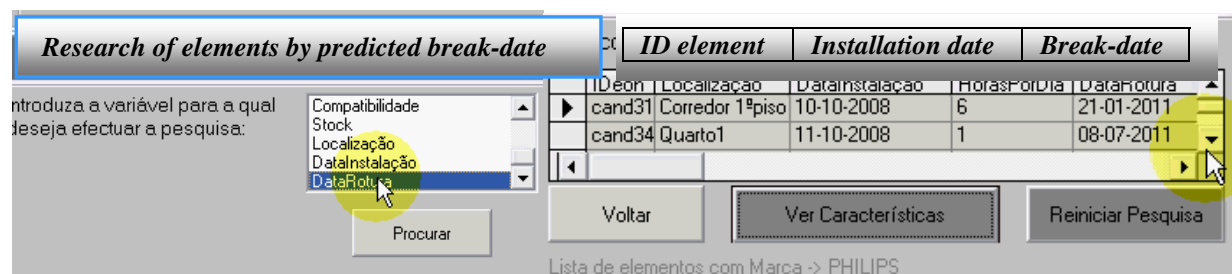 Research of elements by predicted break-date
ID element Installation date Break-date
ntroduza a variável para a qual
deseja efectuar a pesquisa:
Compatibilidade
Stock
Localização
DataInstalação
DataRotura
Procurar
IDeon Localização DataInstalação HorasPorDia DataRotura
cand31 Corredor 1ºpiso 10-10-2008 6 21-01-2011
cand34 Quarto1 11-10-2008 1 08-07-2011
Voltar Ver Características Reiniciar Pesquisa
Lista de elementos com Marca -> PHILIPS